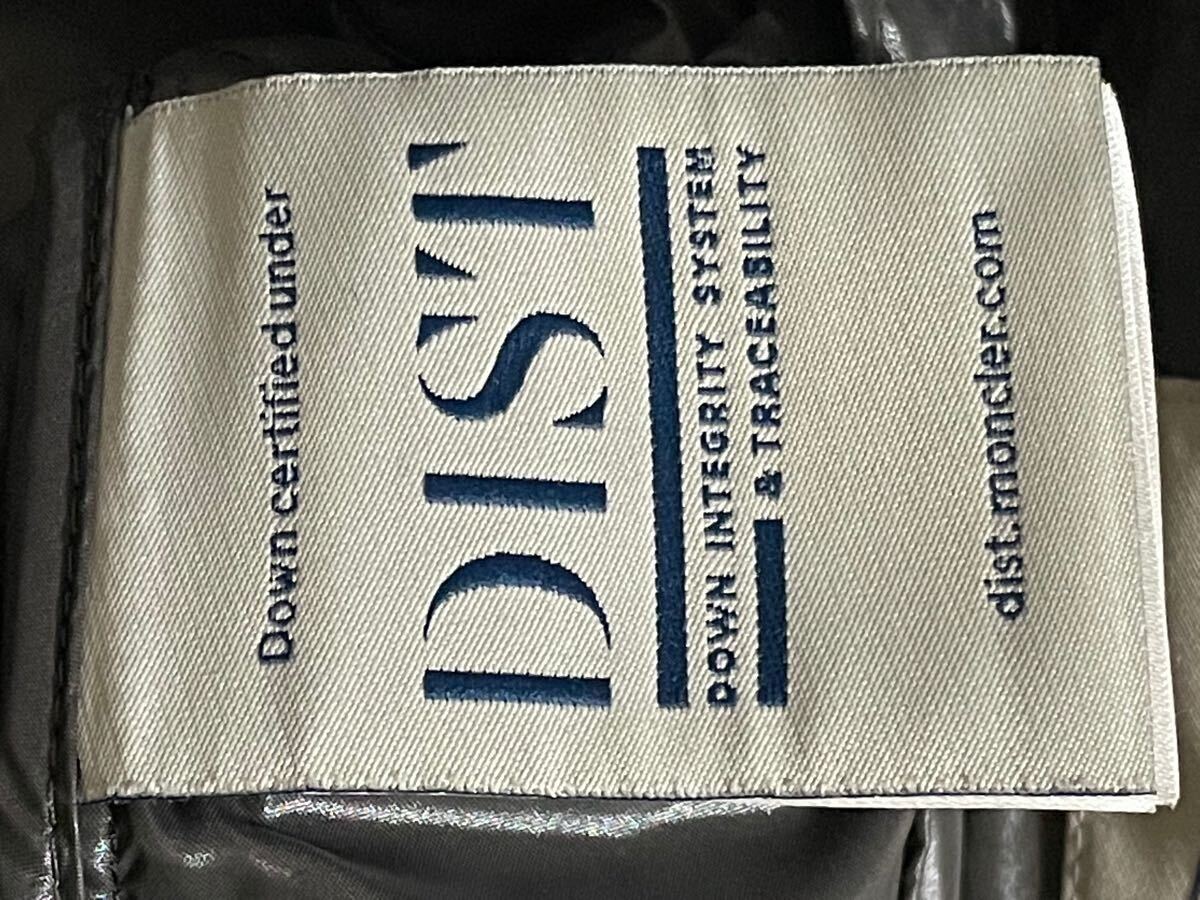 Down certified under
DIST
DOWN INTEGRITY SYSTEM
& TRACEABILITY
dist.moncler.com